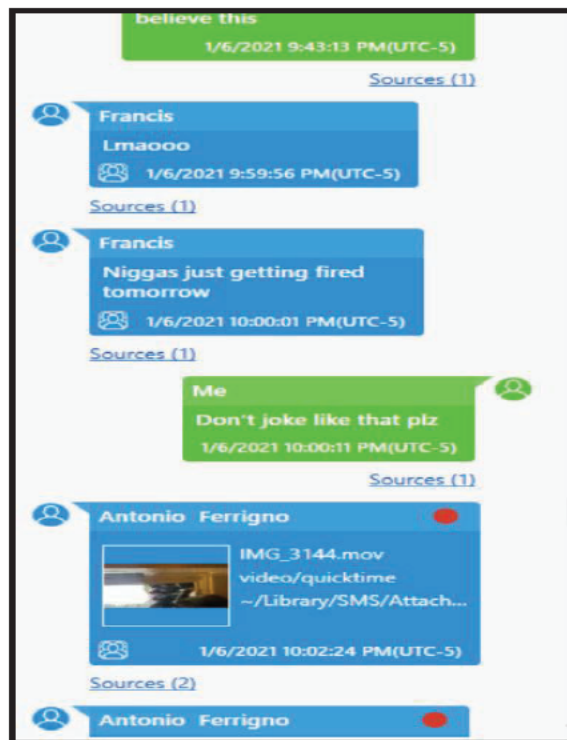 believe this
1/6/2021 9:43:13 PM(UTC-5)
Sources (1)
Francis
Lmaooo
1/6/2021 9:59:56 PM(UTC-5)
Sources (1)
Francis
Niggas just getting fired
tomorrow
1/6/2021 10:00:01 PM(UTC-5)
Sources (1)
Me
Don't joke like that plz
1/6/2021 10:00:11 PM(UTC-5)
Sources (1)
Antonio Ferrigno
IMG_3144.mov
video/quicktime
~/Library/SMS/Attach...
1/6/2021 10:02:24 PM(UTC-5)
Sources (2)
Antonio Ferrigno